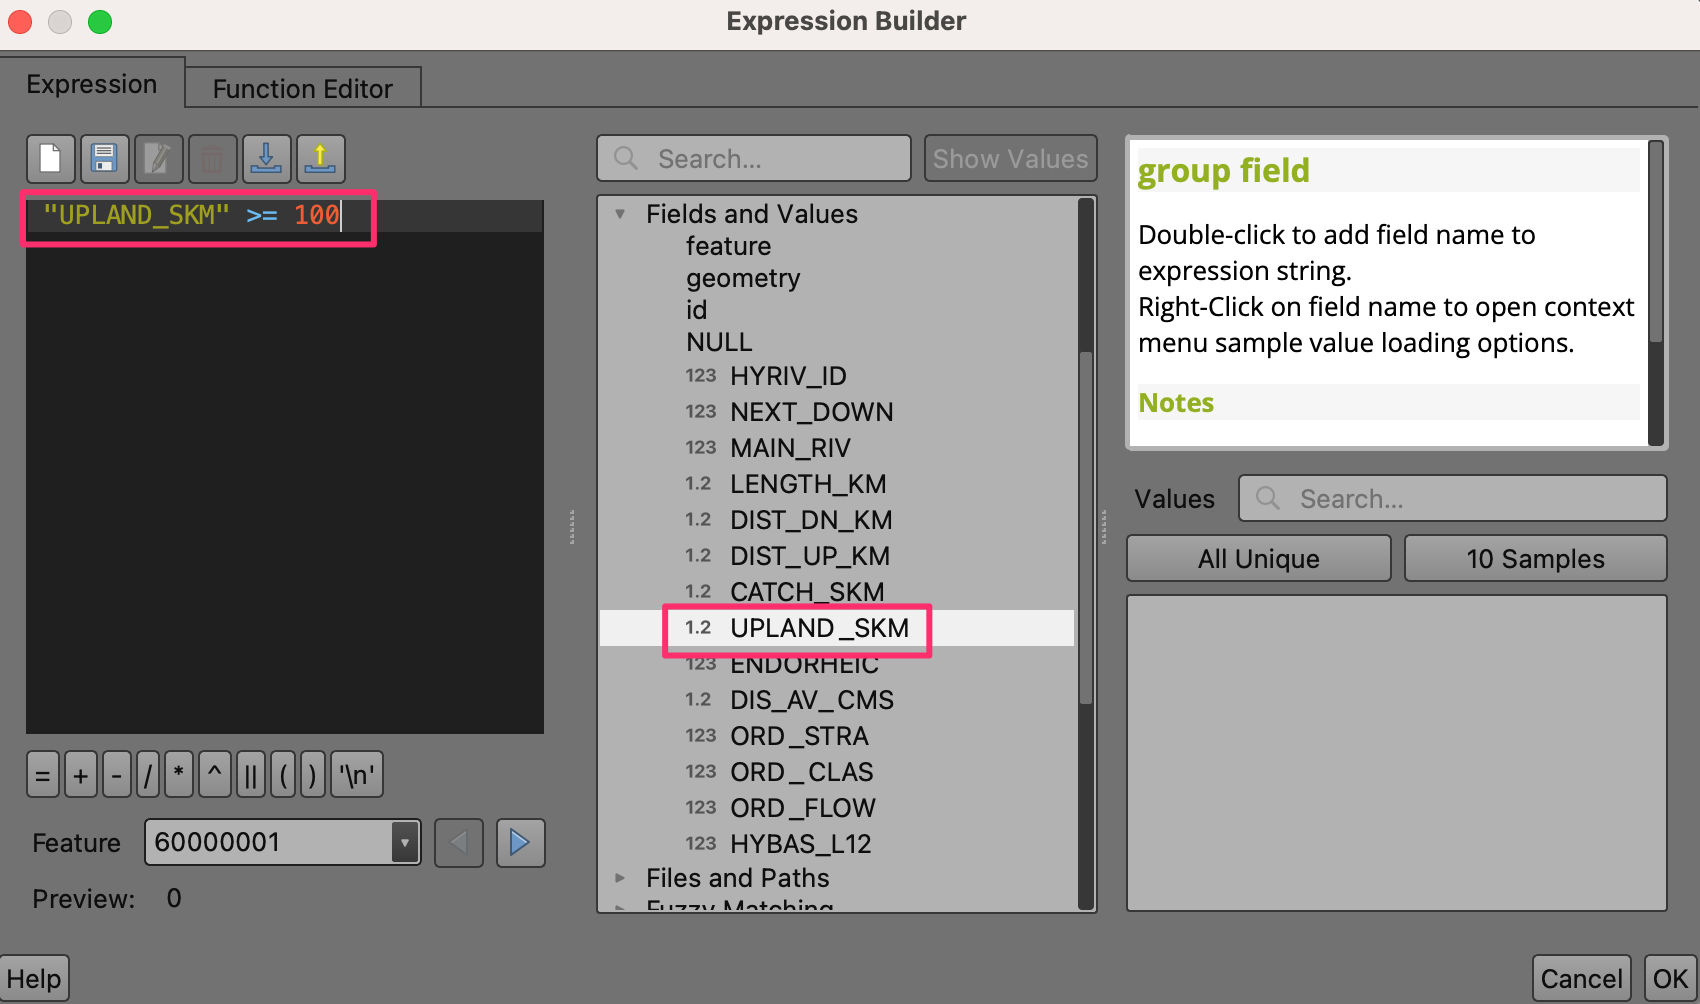 Expression Builder
Expression
Function Editor
"UPLAND_SKM" >= 100
= + - / * ^ || ( ) '\n'
Feature 60000001
Preview: 0
Search...
Show Values
Fields and Values
feature
geometry
id
NULL
123 HYRIV_ID
123 NEXT_DOWN
123 MAIN_RIV
1.2 LENGTH_KM
1.2 DIST_DN_KM
1.2 DIST_UP_KM
1.2 CATCH_SKM
1.2 UPLAND_SKM
123 ENDORHEIC
1.2 DIS_AV_CMS
123 ORD_STRA
123 ORD_CLAS
123 ORD_FLOW
123 HYBAS_L12
Files and Paths
Fuzzy Matching
group field
Double-click to add field name to
expression string.
Right-Click on field name to open context
menu sample value loading options.
Notes
Values Search...
All Unique
10 Samples
Help
Cancel
OK